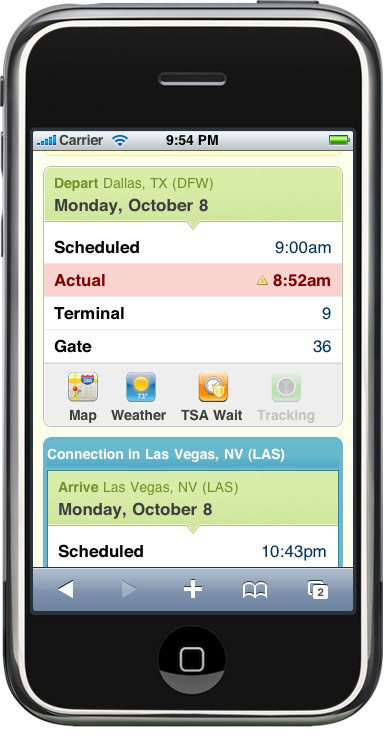 Carrier 9:54 PM
Depart Dallas, TX (DFW)
Monday, October 8
Scheduled 9:00am
Actual 8:52am
Terminal 9
Gate 36
280
73°
Map Weather TSA Wait Tracking
Connection in Las Vegas, NV (LAS)
Arrive Las Vegas, NV (LAS)
Monday, October 8
Scheduled 10:43pm
2